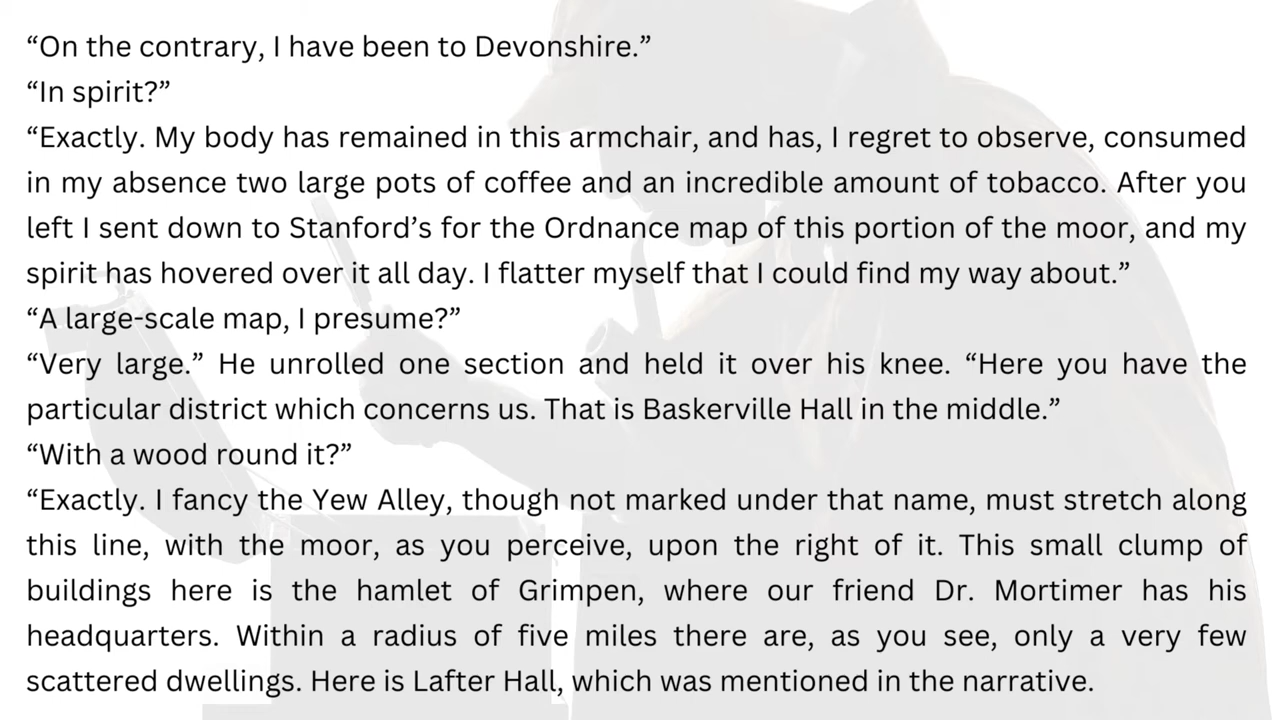 “On the contrary, I have been to Devonshire.”
“In spirit?”
“Exactly. My body has remained in this armchair, and has, I regret to observe, consumed
in my absence two large pots of coffee and an incredible amount of tobacco. After you
left I sent down to Stanford’s for the Ordnance map of this portion of the moor, and my
spirit has hovered over it all day. I flatter myself that I could find my way about.”
“A large-scale map, I presume?”
“Very large.” He unrolled one section and held it over his knee. “Here you have the
particular district which concerns us. That is Baskerville Hall in the middle.”
“With a wood round it?”
“Exactly. I fancy the Yew Alley, though not marked under that name, must stretch along
this line, with the moor, as you perceive, upon the right of it. This small clump of
buildings here is the hamlet of Grimpen, where our friend Dr. Mortimer has his
headquarters. Within a radius of five miles there are, as you see, only a very few
scattered dwellings. Here is Lafter Hall, which was mentioned in the narrative.